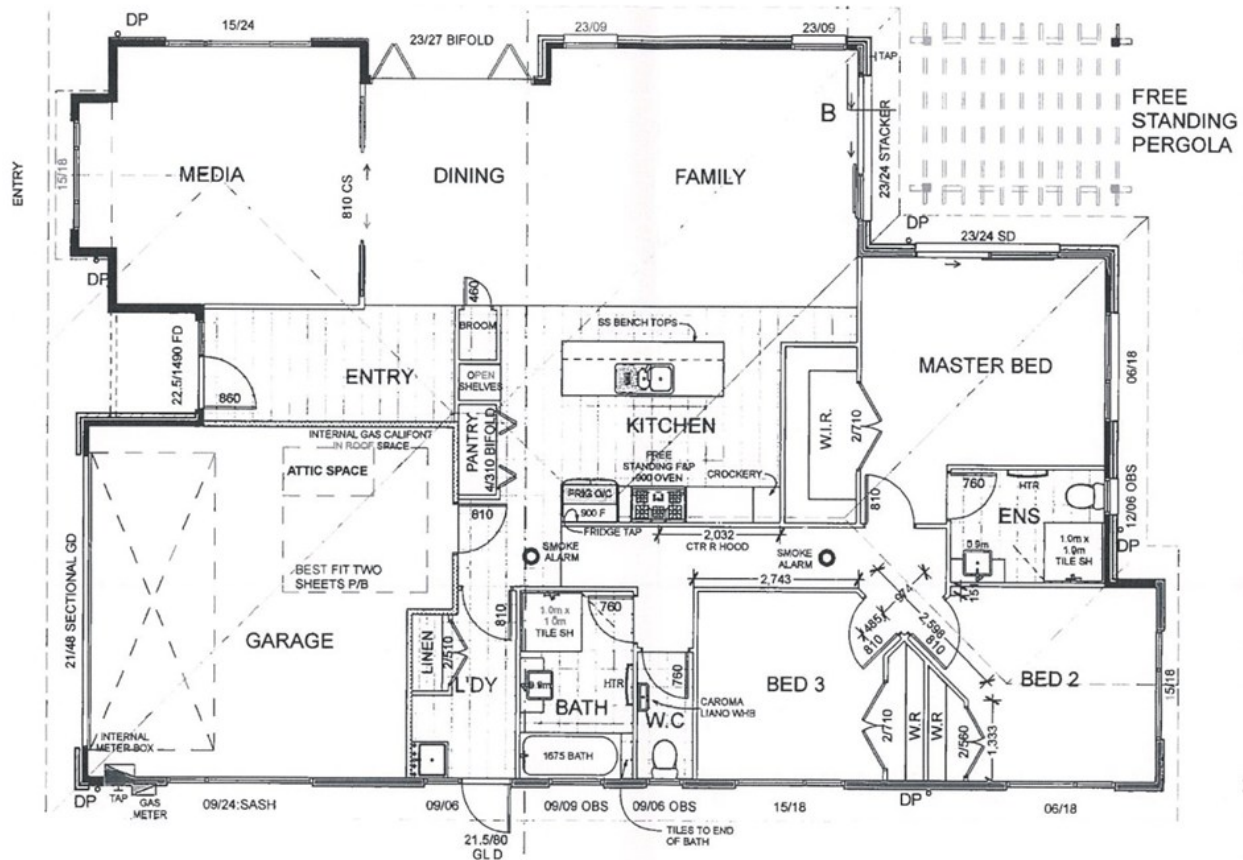 DP
15/24
23/27 BIFOLD
23/09
23/09
TAP
B
23/24 STACKER
FREE
STANDING
PERGOLA
ENTRY
15/18
MEDIA
810 CS
DINING
FAMILY
DP
DP
23/24 SD
460
BROOM
SS BENCH TOPS
22.5/1490 FD
860
ENTRY
OPEN
SHELVES
KITCHEN
W.I.R.
2/710
MASTER BED
06/18
INTERNAL GAS CALIFONT
IN ROOF SPACE
ATTIC SPACE
PANTRY
4/310 BIFOLD
FREE
STANDING F&P
900 OVEN
CROCKERY
FRIG O/C
900 F
FRIDGE TAP
810
760
HTR
ENS
12/06 OBS
DP
810
SMOKE
ALARM
2,032
CTR R HOOD
SMOKE
ALARM
2,743
0.9m
1.0m x
1.0m
TILE SH
151
BEST FIT TWO
SHEETS P/B
21/48 SECTIONAL GD
GARAGE
LINEN
2/510
810
L'DY
1.0m x
1.0m
TILE SH
760
974
1485
810
2,598
810
0.9m
HTR
BATH
760
W.C
CAROMA
LIANO WHB
BED 3
2/710
W.R
W.R
2/560
1,333
BED 2
15/18
INTERNAL
METER BOX
1675 BATH
DP
TAP
GAS
METER
09/24:SASH
09/06
21.5/80
GL D
09/09 OBS
09/06 OBS
TILES TO END
OF BATH
15/18
DP
06/18